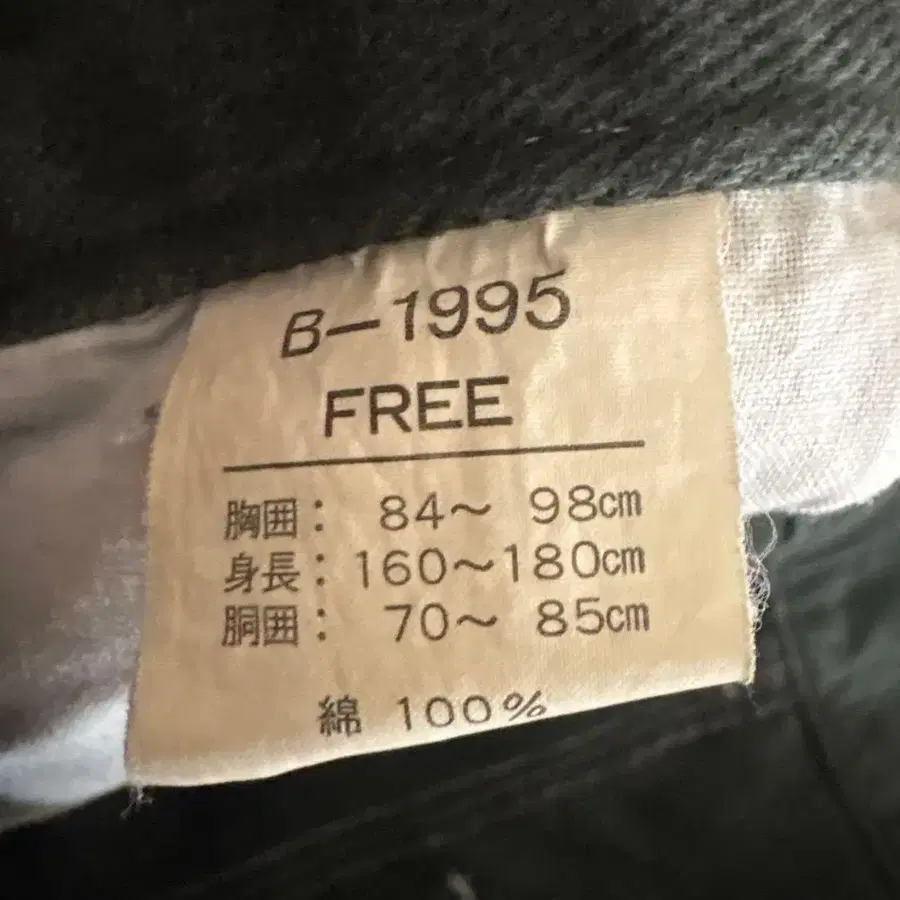 B-1995
FREE
胸囲： 84～ 98cm
身長：160～180cm
胴囲： 70～ 85cm
綿 100%